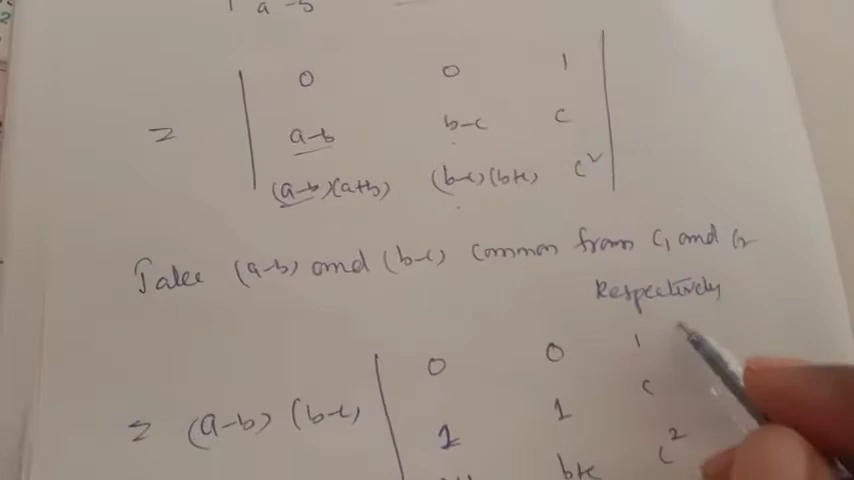 a-b
0 0 1
= a-b b-c c
(a-b)(a+b) (b-c)(b+c) c²
Take (a-b) and (b-c) common from C₁ and C₂
Respectively
0 0 1
= (a-b) (b-c) 1 1 c
b+c c²